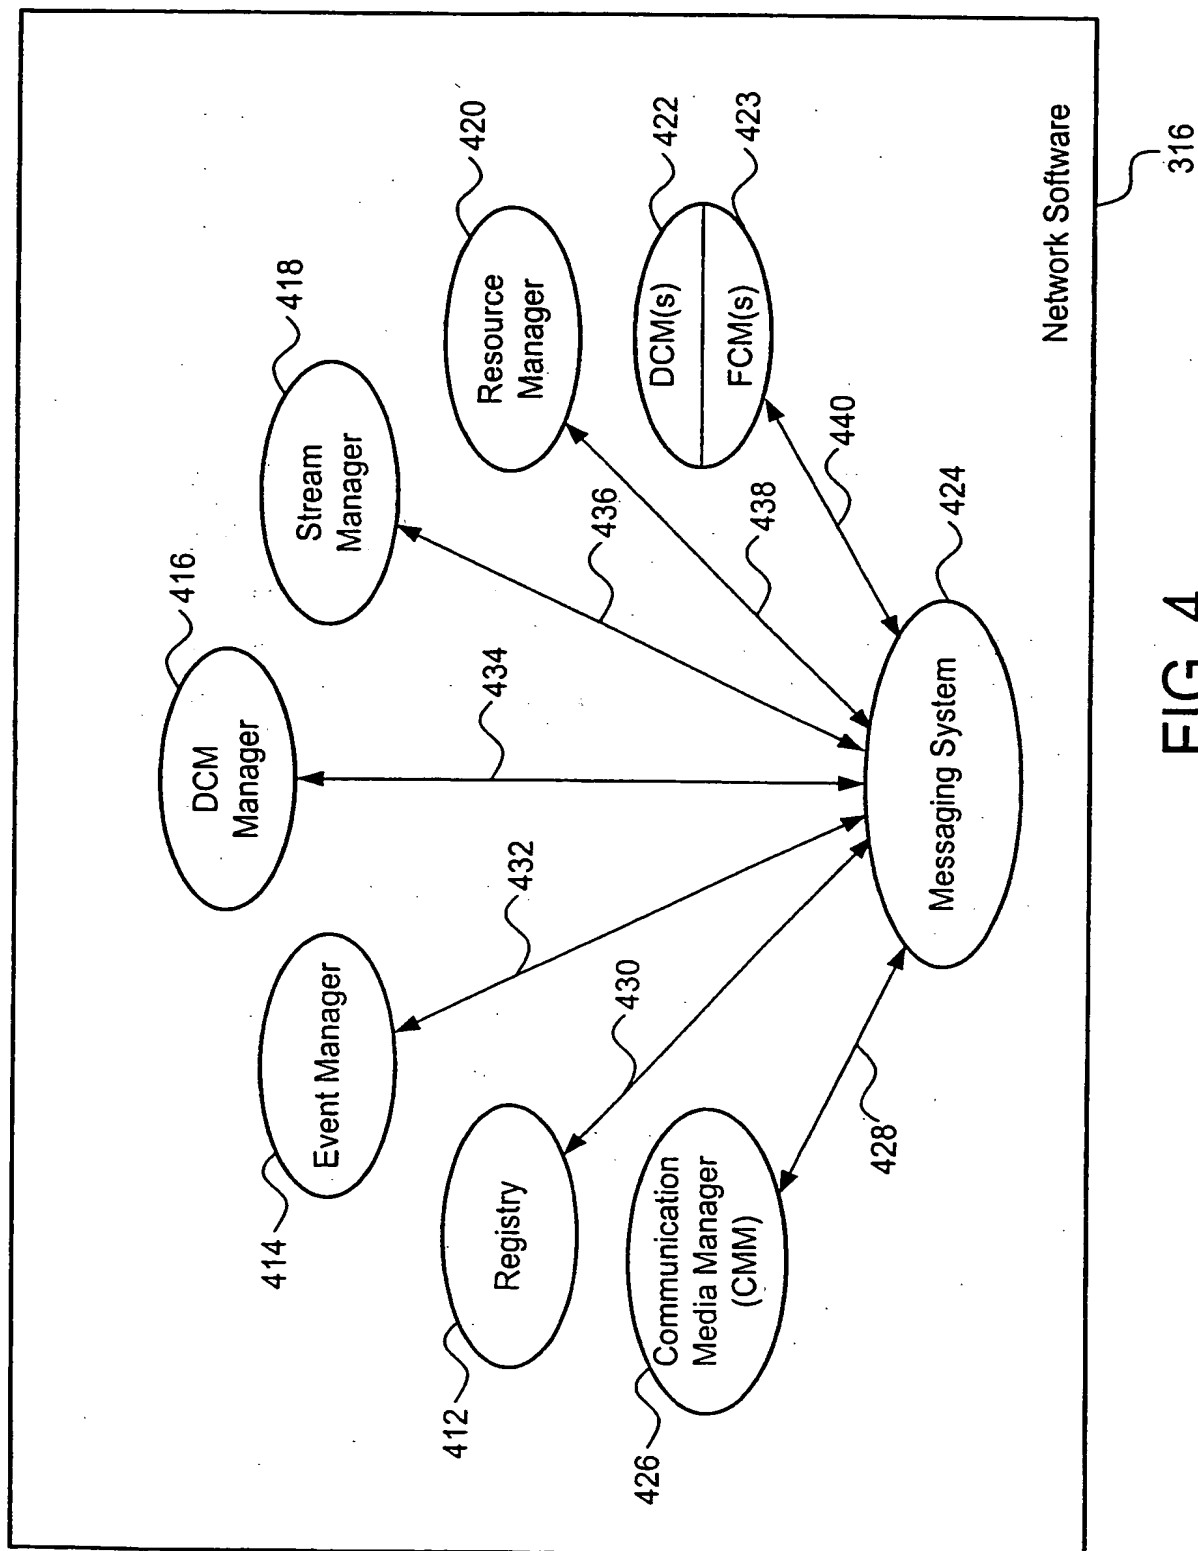 416
DCM
Manager
418
Stream
Manager
414
Event Manager
420
Resource
Manager
412
Registry
422
DCM(s)
FCM(s)
423
426
Communication
Media Manager
(CMM)
434
432
436
430
438
428
440
Messaging System
424
Network Software
316
FIG. 4